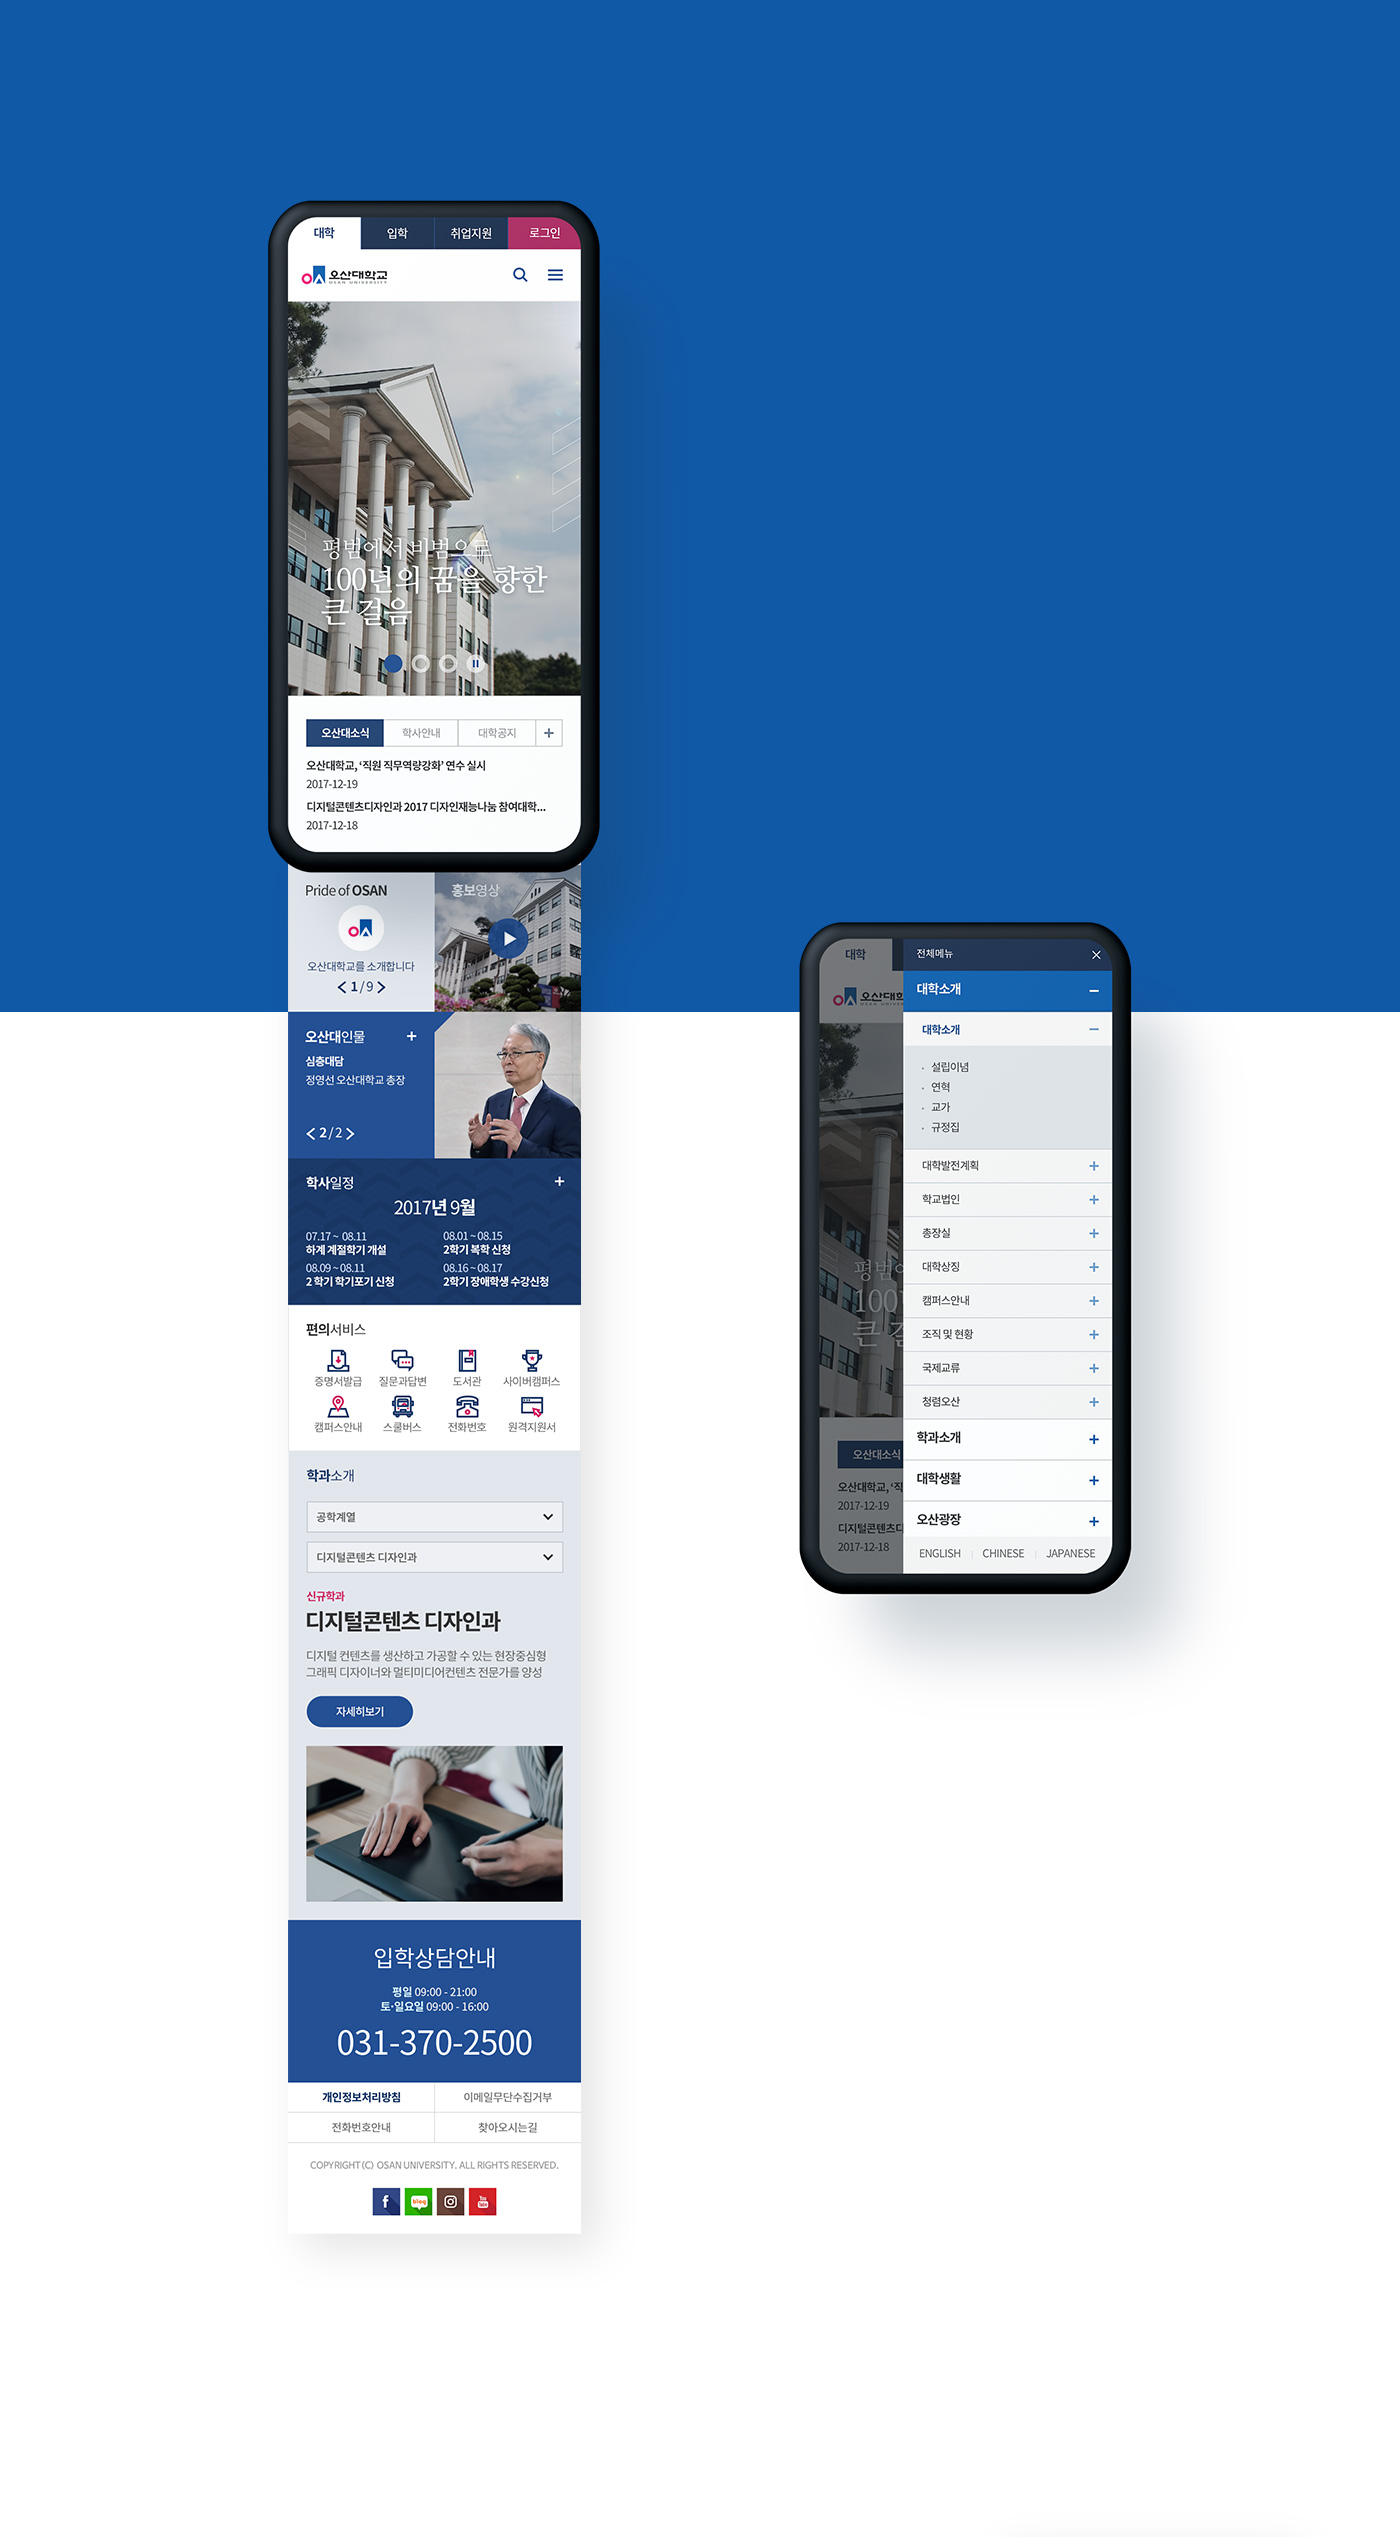 대학 입학 취업지원 로그인
오산대학교
OSAN UNIVERSITY
평범에서 비범으로
100년의 꿈을 향한
큰 걸음
오산대소식 학사안내 대학공지 +
오산대학교, ‘직원 직무역량강화’ 연수 실시
2017-12-19
디지털콘텐츠디자인과 2017 디자인재능나눔 참여대학...
2017-12-18
Pride of OSAN
오산대학교를 소개합니다
1 / 9
홍보영상
오산대인물 +
심층대담
정영선 오산대학교 총장
2 / 2
학사일정 +
2017년 9월
07.17 ~ 08.11
하계 계절학기 개설
08.01 ~ 08.15
2학기 복학 신청
08.09 ~ 08.11
2 학기 학기포기 신청
08.16 ~ 08.17
2학기 장애학생 수강신청
편의서비스
증명서발급 질문과답변 도서관 사이버캠퍼스
캠퍼스안내 스쿨버스 전화번호 원격지원서
학과소개
공학계열
디지털콘텐츠 디자인과
신규학과
디지털콘텐츠 디자인과
디지털 컨텐츠를 생산하고 가공할 수 있는 현장중심형
그래픽 디자이너와 멀티미디어컨텐츠 전문가를 양성
자세히보기
입학상담안내
평일 09:00 - 21:00
토·일요일 09:00 - 16:00
031-370-2500
개인정보처리방침 이메일무단수집거부
전화번호안내 찾아오시는길
COPYRIGHT (C) OSAN UNIVERSITY. ALL RIGHTS RESERVED.
f blog You Tube
대학
오산대학
OSAN UNIVER
평범에
100년
큰 걸
오산대소식
오산대학교, ‘직
2017-12-19
디지털콘텐츠디
2017-12-18
전체메뉴
대학소개
대학소개
설립이념
연혁
교가
규정집
대학발전계획 +
학교법인 +
총장실 +
대학상징 +
캠퍼스안내 +
조직 및 현황 +
국제교류 +
청렴오산 +
학과소개 +
대학생활 +
오산광장 +
ENGLISH | CHINESE | JAPANESE